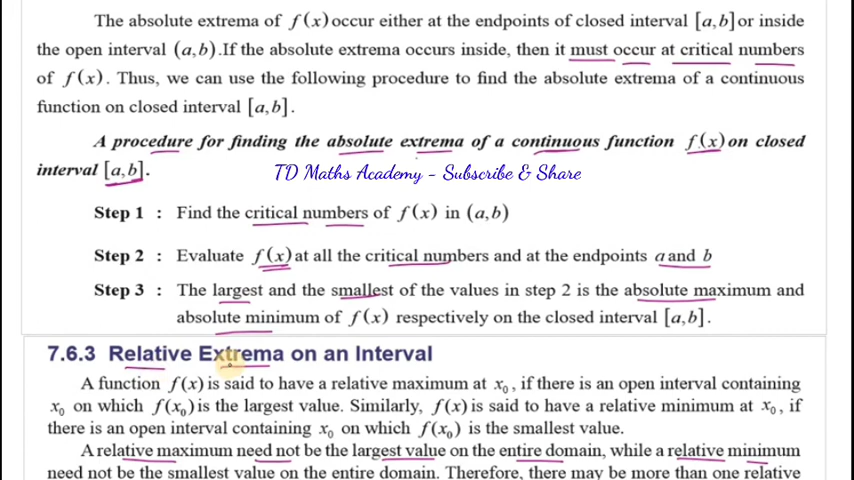 The absolute extrema of f(x) occur either at the endpoints of closed interval [a,b] or inside
the open interval (a,b). If the absolute extrema occurs inside, then it must occur at critical numbers
of f(x). Thus, we can use the following procedure to find the absolute extrema of a continuous
function on closed interval [a,b].
A procedure for finding the absolute extrema of a continuous function f(x) on closed
interval [a,b].
TD Maths Academy - Subscribe & Share
Step 1 : Find the critical numbers of f(x) in (a,b)
Step 2 : Evaluate f(x) at all the critical numbers and at the endpoints a and b
Step 3 : The largest and the smallest of the values in step 2 is the absolute maximum and
absolute minimum of f(x) respectively on the closed interval [a,b].
7.6.3 Relative Extrema on an Interval
A function f(x) is said to have a relative maximum at x₀, if there is an open interval containing
x₀ on which f(x₀) is the largest value. Similarly, f(x) is said to have a relative minimum at x₀, if
there is an open interval containing x₀ on which f(x₀) is the smallest value.
A relative maximum need not be the largest value on the entire domain, while a relative minimum
need not be the smallest value on the entire domain. Therefore, there may be more than one relative